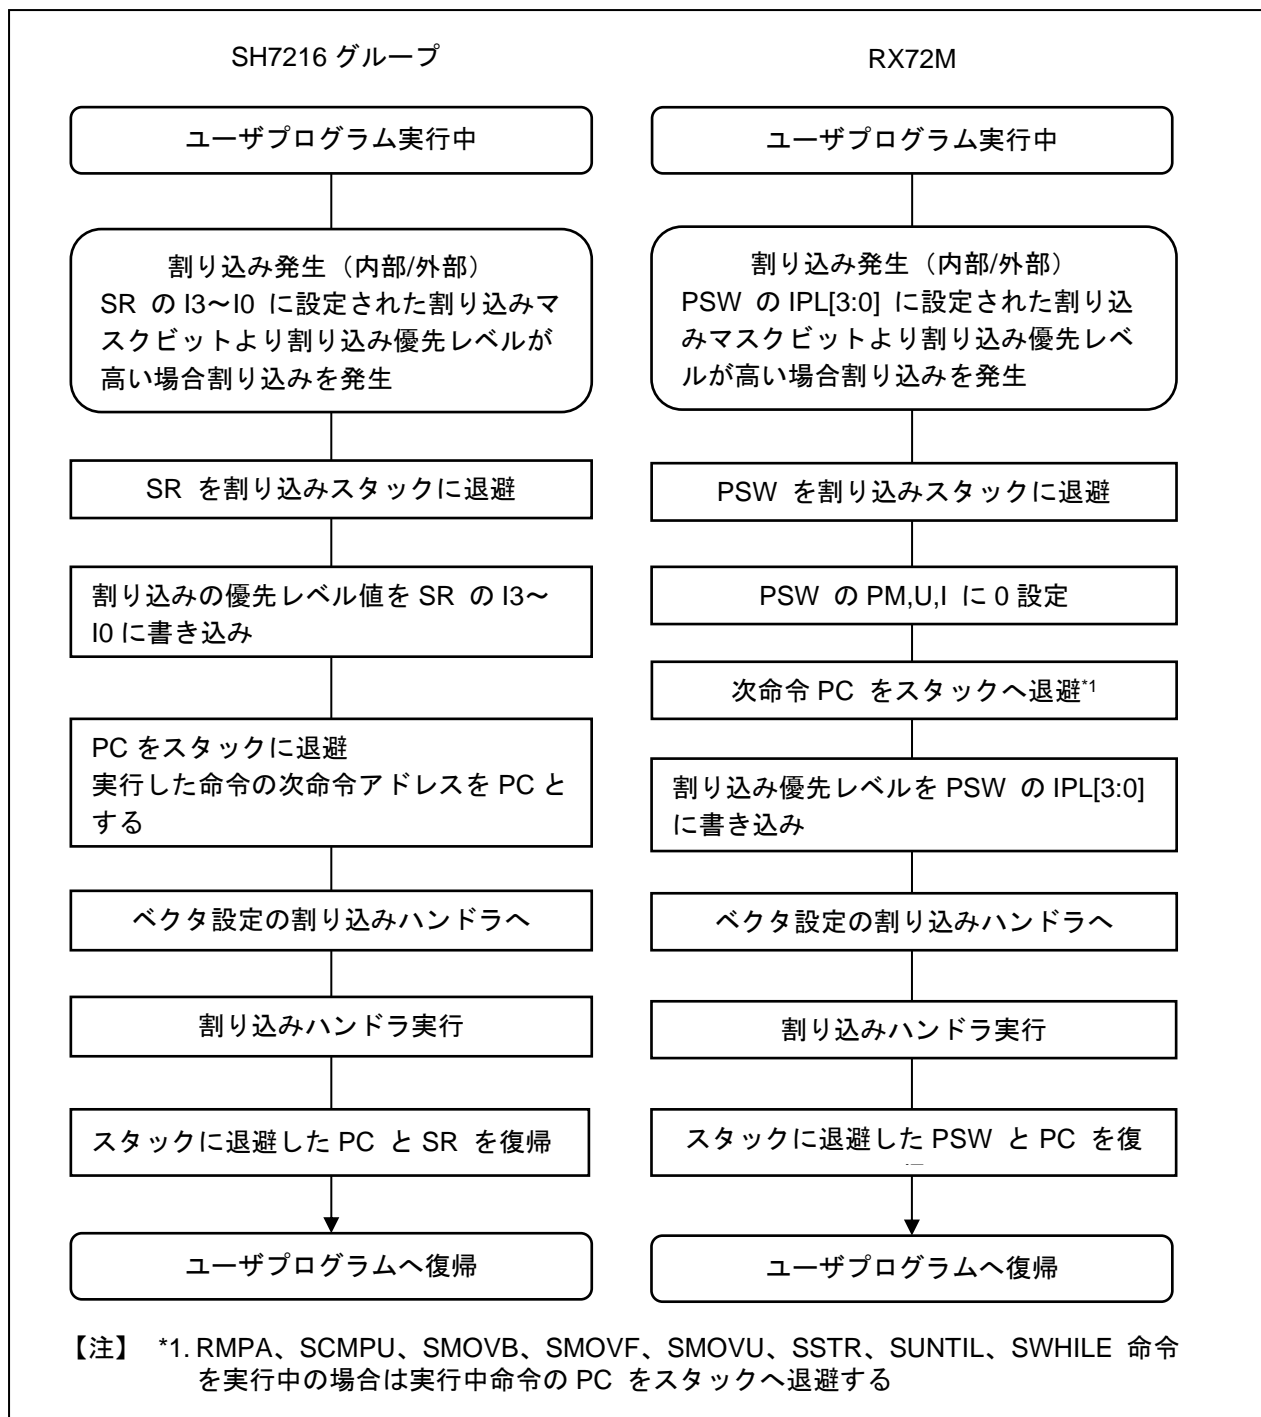 SH7216 グループ
ユーザプログラム実行中
割り込み発生（内部/外部）
SR の I3～I0 に設定された割り込みマ
スクビットより割り込み優先レベルが
高い場合割り込みを発生
SR を割り込みスタックに退避
割り込みの優先レベル値を SR の I3～
I0 に書き込み
PC をスタックに退避
実行した命令の次命令アドレスを PC と
する
ベクタ設定の割り込みハンドラへ
割り込みハンドラ実行
スタックに退避した PC と SR を復帰
ユーザプログラムへ復帰
RX72M
ユーザプログラム実行中
割り込み発生（内部/外部）
PSW の IPL[3:0] に設定された割り込
みマスクビットより割り込み優先レベ
ルが高い場合割り込みを発生
PSW を割り込みスタックに退避
PSW の PM,U,I に 0 設定
次命令 PC をスタックへ退避*1
割り込み優先レベルを PSW の IPL[3:0]
に書き込み
ベクタ設定の割り込みハンドラへ
割り込みハンドラ実行
スタックに退避した PSW と PC を復
ユーザプログラムへ復帰
【注】 *1. RMPA、SCMPU、SMOVB、SMOVF、SMOVU、SSTR、SUNTIL、SWHILE 命令
を実行中の場合は実行中命令の PC をスタックへ退避する